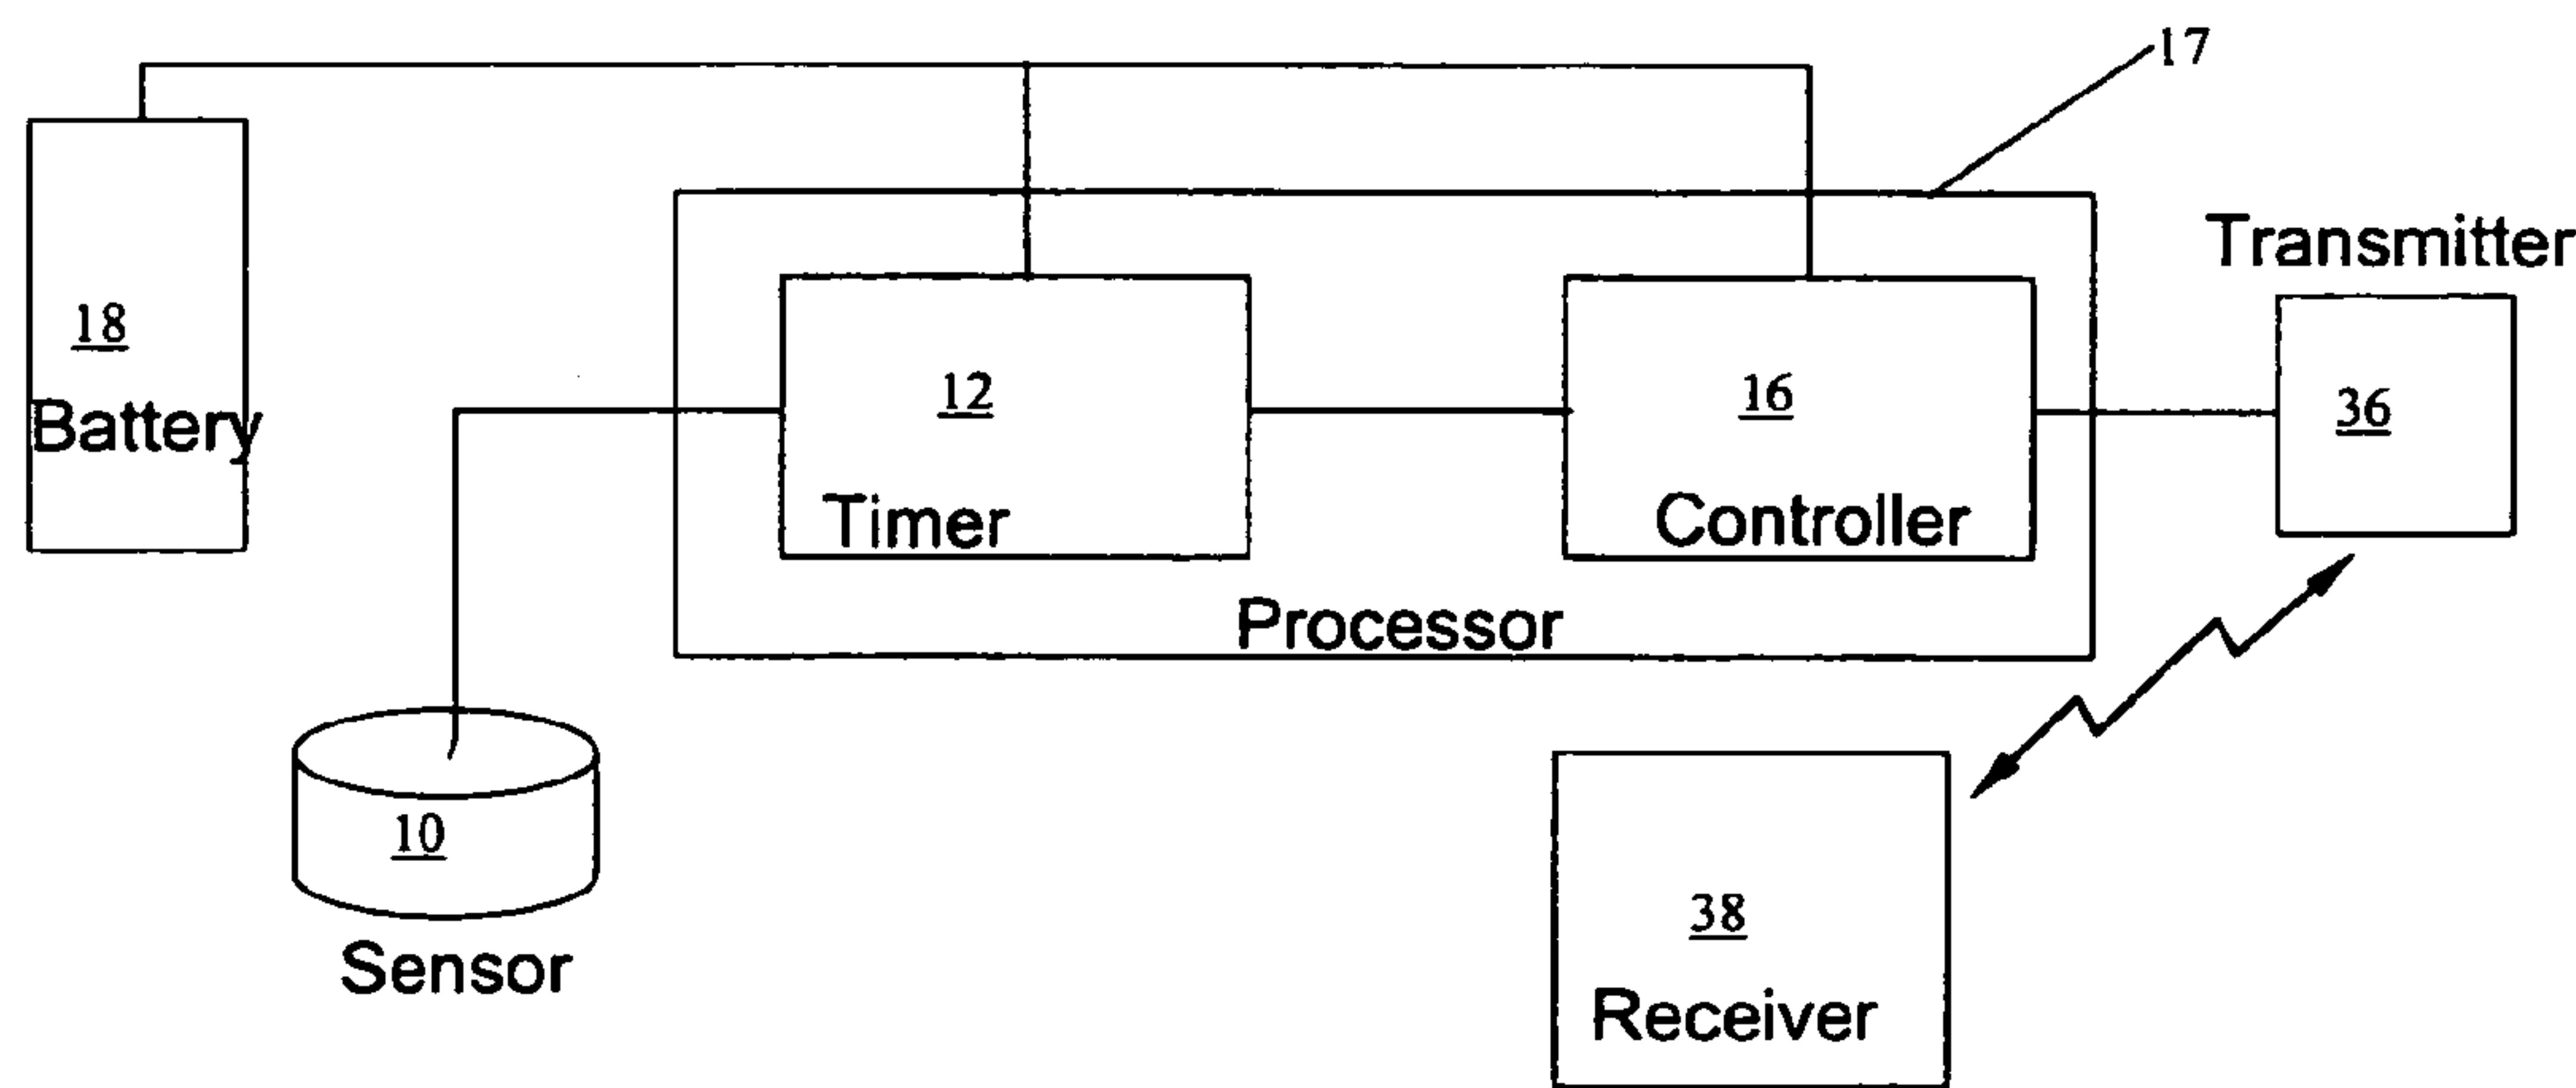 17
Transmitter
18
Battery
12
Timer
16
Controller
36
Processor
10
Sensor
38
Receiver